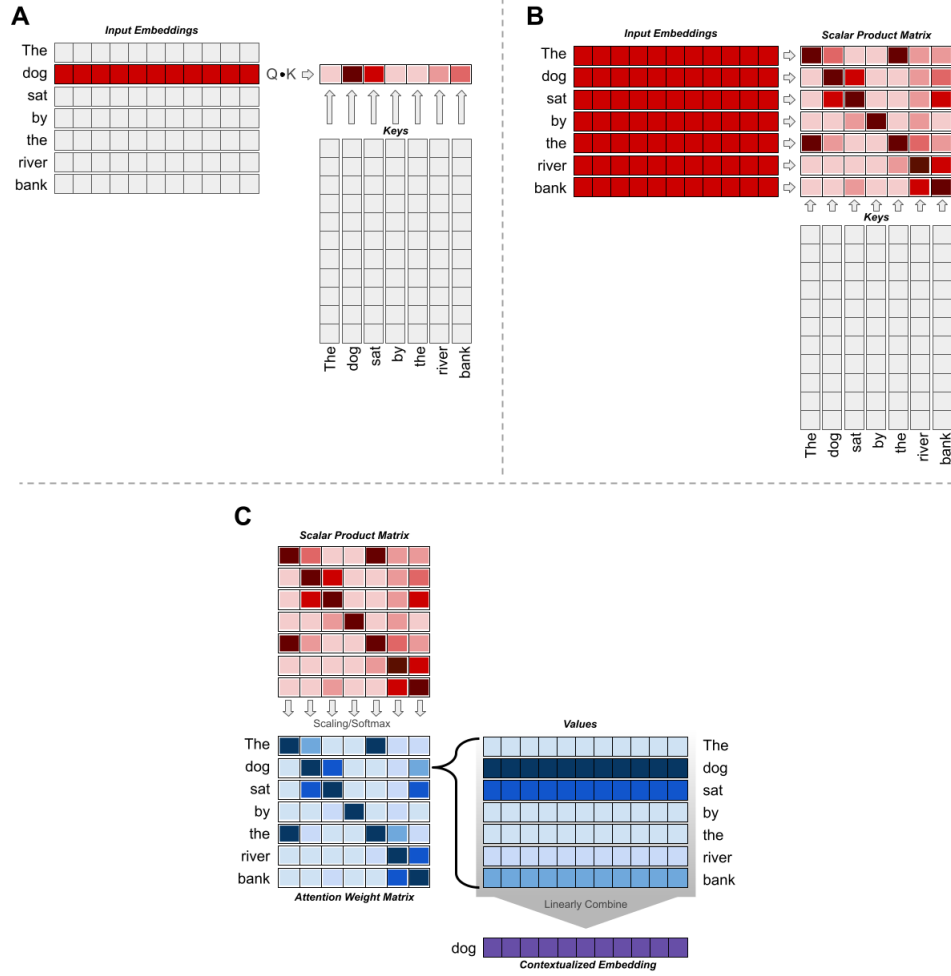 A
Input Embeddings
The
dog
sat
by
the
river
bank
Q•K
Keys
The
dog
sat
by
the
river
bank
B
Input Embeddings
Scalar Product Matrix
The
dog
sat
by
the
river
bank
Keys
The
dog
sat
by
the
river
bank
C
Scalar Product Matrix
Scaling/Softmax
The
dog
sat
by
the
river
bank
Attention Weight Matrix
Values
The
dog
sat
by
the
river
bank
Linearly Combine
dog
Contextualized Embedding